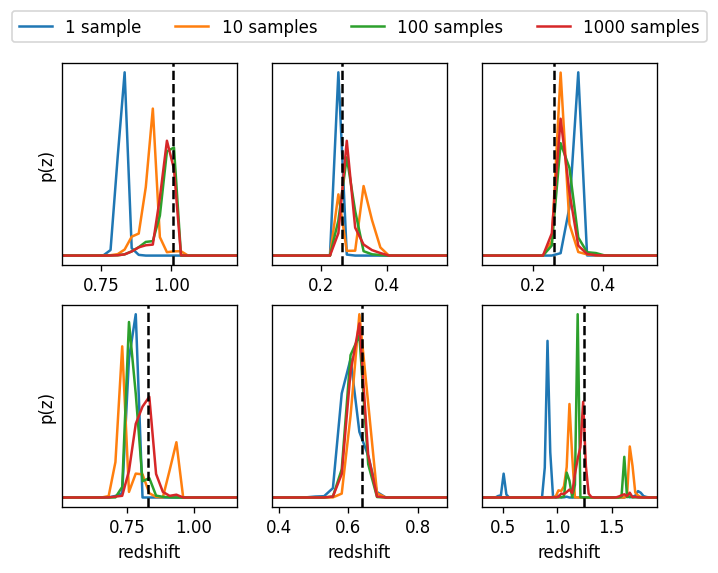 1 sample 10 samples 100 samples 1000 samples
p(z)
0.75 1.00
0.2 0.4
0.2 0.4
p(z)
0.75 1.00
0.4 0.6 0.8
0.5 1.0 1.5
redshift redshift redshift